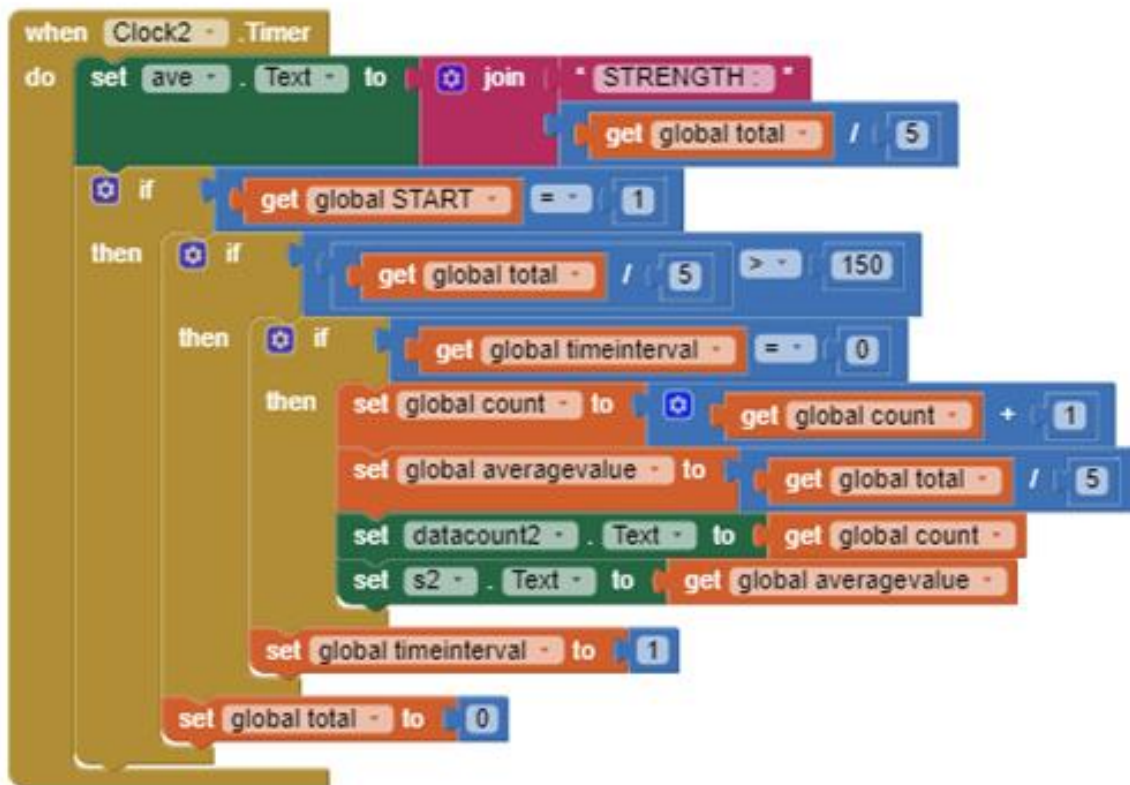 when Clock2 .Timer
do set ave . Text to join " STRENGTH : "
get global total / 5
if get global START = 1
then if get global total / 5 > 150
then if get global timeinterval = 0
then set global count to get global count + 1
set global averagevalue to get global total / 5
set datacount2 . Text to get global count
set s2 . Text to get global averagevalue
set global timeinterval to 1
set global total to 0